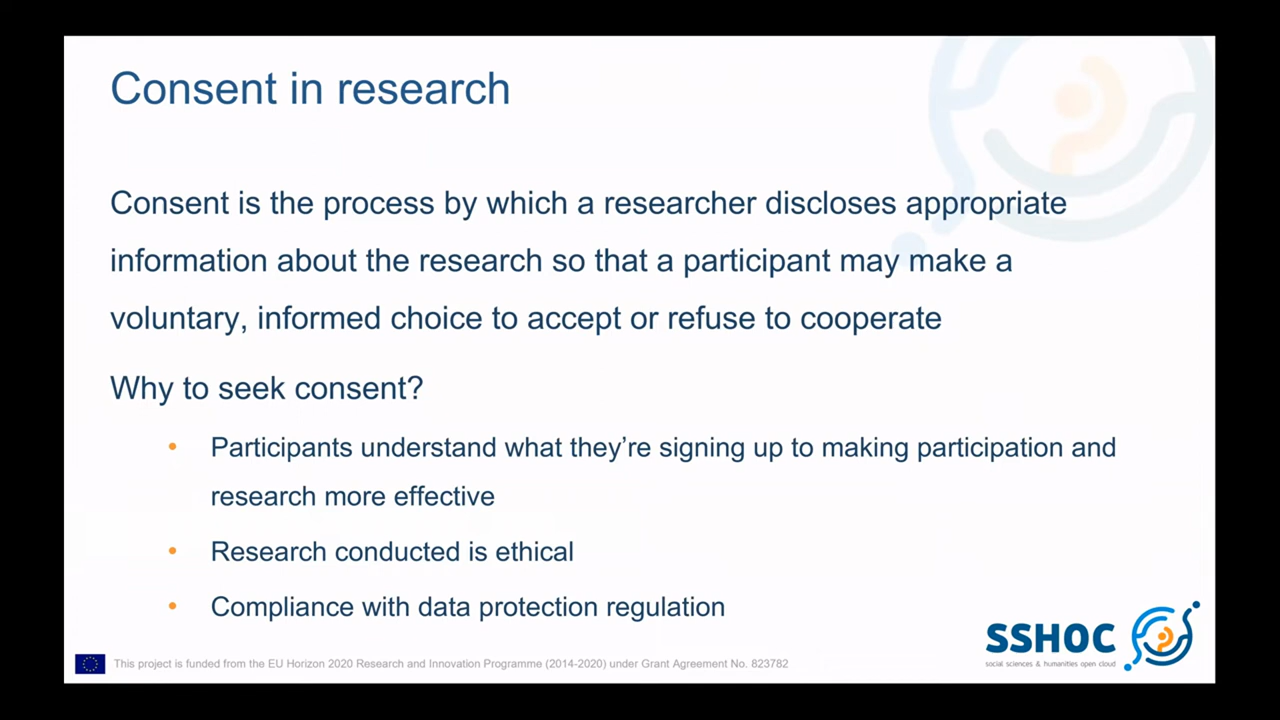 Consent in research
Consent is the process by which a researcher discloses appropriate
information about the research so that a participant may make a
voluntary, informed choice to accept or refuse to cooperate
Why to seek consent?
• Participants understand what they’re signing up to making participation and
research more effective
• Research conducted is ethical
• Compliance with data protection regulation
SSHOC
social sciences & humanities open cloud
This project is funded from the EU Horizon 2020 Research and Innovation Programme (2014-2020) under Grant Agreement No. 823782